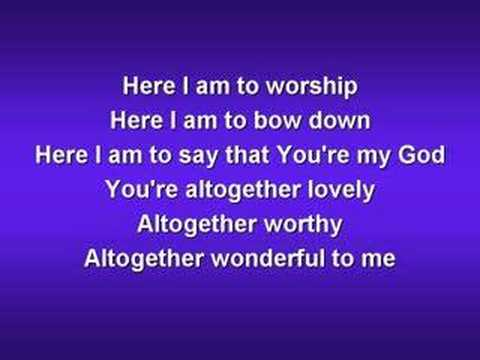 Here I am to worship
Here I am to bow down
Here I am to say that You're my God
You're altogether lovely
Altogether worthy
Altogether wonderful to me